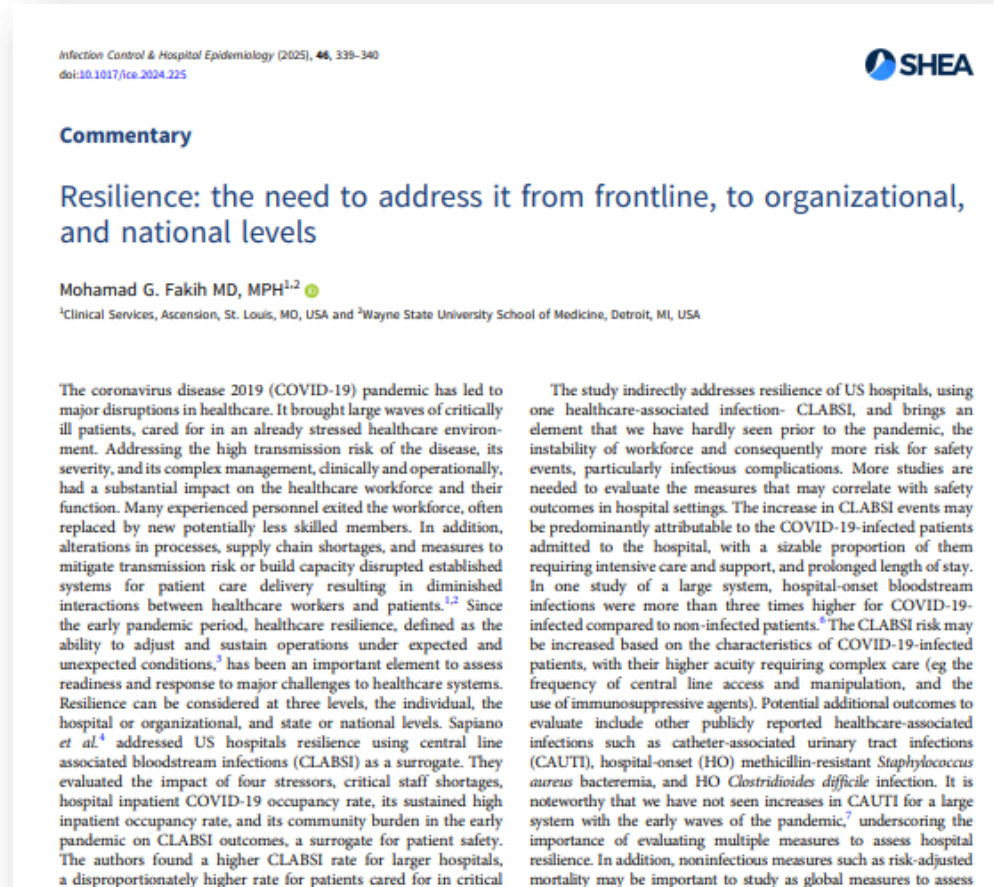 Infection Control & Hospital Epidemiology (2025), 46, 339–340
doi:10.1017/ice.2024.225
SHEA
Commentary
Resilience: the need to address it from frontline, to organizational,
and national levels
Mohamad G. Fakih MD, MPH1,2
1Clinical Services, Ascension, St. Louis, MO, USA and 2Wayne State University School of Medicine, Detroit, MI, USA
The coronavirus disease 2019 (COVID-19) pandemic has led to
major disruptions in healthcare. It brought large waves of critically
ill patients, cared for in an already stressed healthcare environ-
ment. Addressing the high transmission risk of the disease, its
severity, and its complex management, clinically and operationally,
had a substantial impact on the healthcare workforce and their
function. Many experienced personnel exited the workforce, often
replaced by new potentially less skilled members. In addition,
alterations in processes, supply chain shortages, and measures to
mitigate transmission risk or build capacity disrupted established
systems for patient care delivery resulting in diminished
interactions between healthcare workers and patients.1,2 Since
the early pandemic period, healthcare resilience, defined as the
ability to adjust and sustain operations under expected and
unexpected conditions,3 has been an important element to assess
readiness and response to major challenges to healthcare systems.
Resilience can be considered at three levels, the individual, the
hospital or organizational, and state or national levels. Sapiano
et al.4 addressed US hospitals resilience using central line
associated bloodstream infections (CLABSI) as a surrogate. They
evaluated the impact of four stressors, critical staff shortages,
hospital inpatient COVID-19 occupancy rate, its sustained high
inpatient occupancy rate, and its community burden in the early
pandemic on CLABSI outcomes, a surrogate for patient safety.
The authors found a higher CLABSI rate for larger hospitals,
a disproportionately higher rate for patients cared for in critical
The study indirectly addresses resilience of US hospitals, using
one healthcare-associated infection- CLABSI, and brings an
element that we have hardly seen prior to the pandemic, the
instability of workforce and consequently more risk for safety
events, particularly infectious complications. More studies are
needed to evaluate the measures that may correlate with safety
outcomes in hospital settings. The increase in CLABSI events may
be predominantly attributable to the COVID-19-infected patients
admitted to the hospital, with a sizable proportion of them
requiring intensive care and support, and prolonged length of stay.
In one study of a large system, hospital-onset bloodstream
infections were more than three times higher for COVID-19-
infected compared to non-infected patients.6 The CLABSI risk may
be increased based on the characteristics of COVID-19-infected
patients, with their higher acuity requiring complex care (eg the
frequency of central line access and manipulation, and the
use of immunosuppressive agents). Potential additional outcomes to
evaluate include other publicly reported healthcare-associated
infections such as catheter-associated urinary tract infections
(CAUTI), hospital-onset (HO) methicillin-resistant Staphylococcus
aureus bacteremia, and HO Clostridioides difficile infection. It is
noteworthy that we have not seen increases in CAUTI for a large
system with the early waves of the pandemic,7 underscoring the
importance of evaluating multiple measures to assess hospital
resilience. In addition, noninfectious measures such as risk-adjusted
mortality may be important to study as global measures to assess